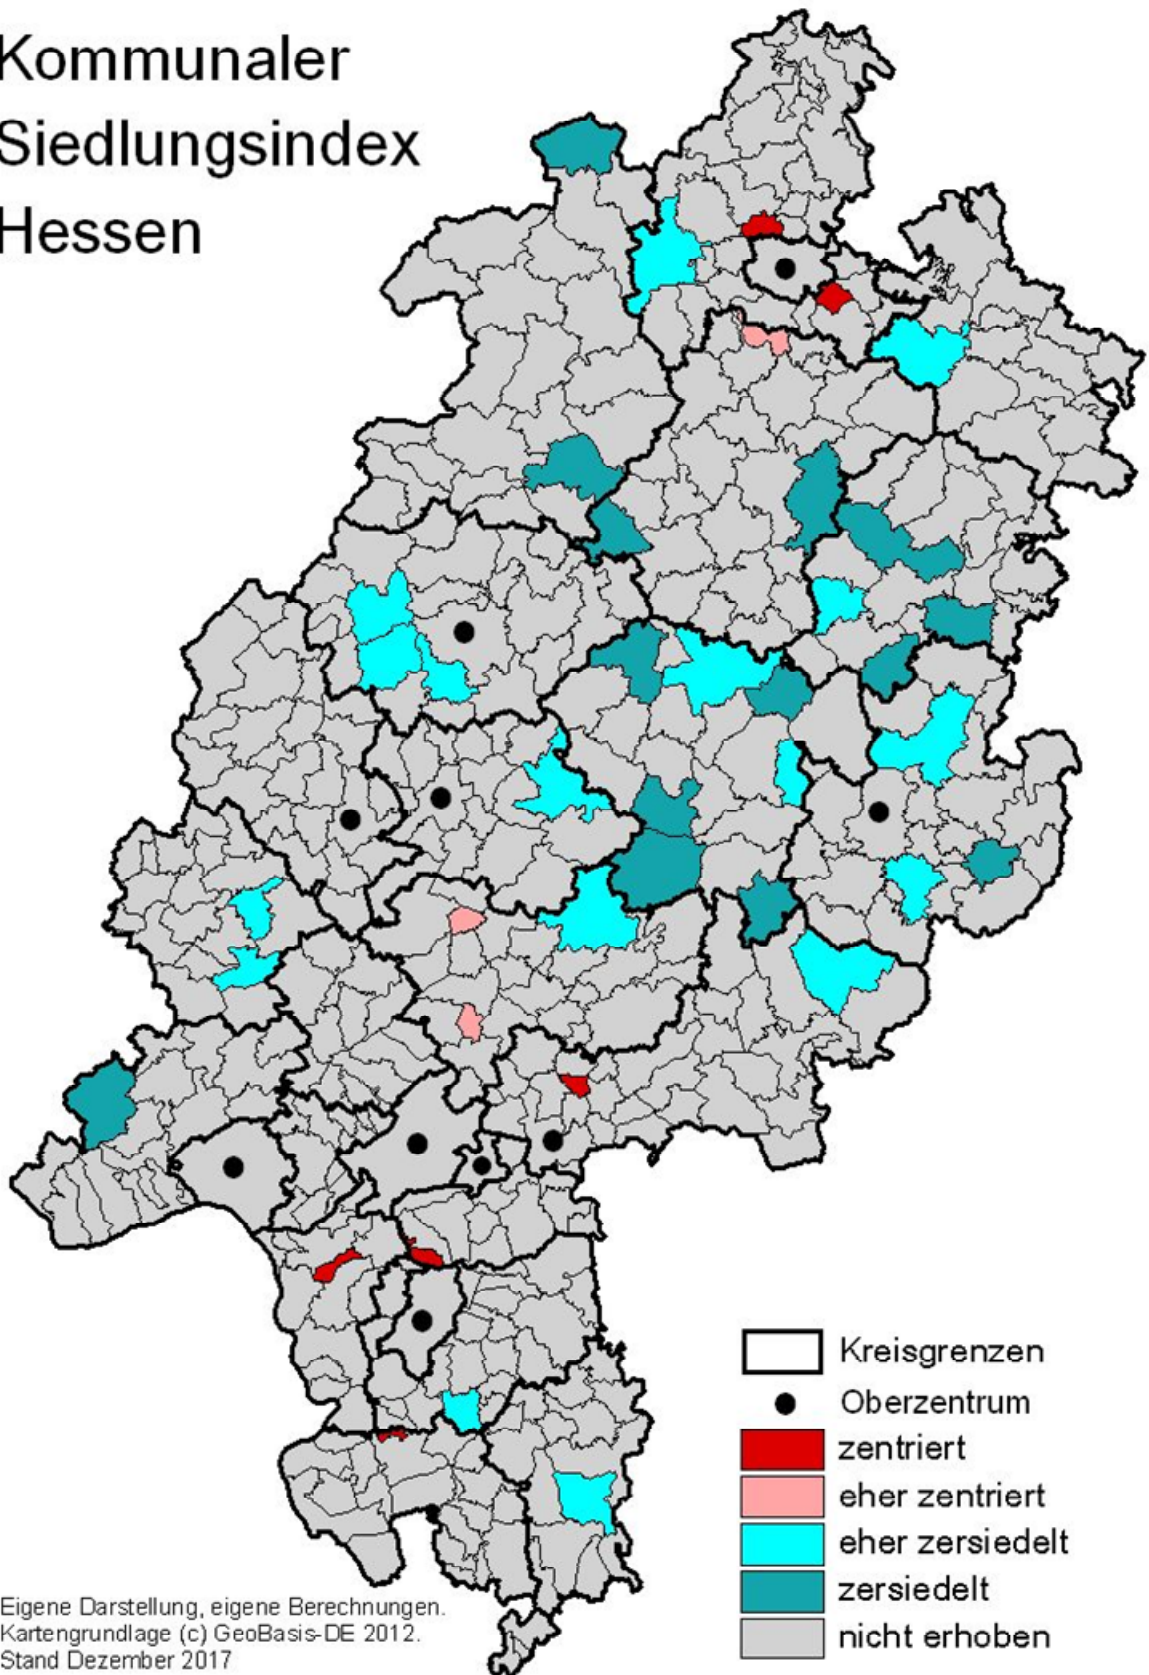 Kommunaler
Siedlungsindex
Hessen
Kreisgrenzen
Oberzentrum
zentriert
eher zentriert
eher zersiedelt
zersiedelt
nicht erhoben
Eigene Darstellung, eigene Berechnungen.
Kartengrundlage (c) GeoBasis-DE 2012.
Stand Dezember 2017